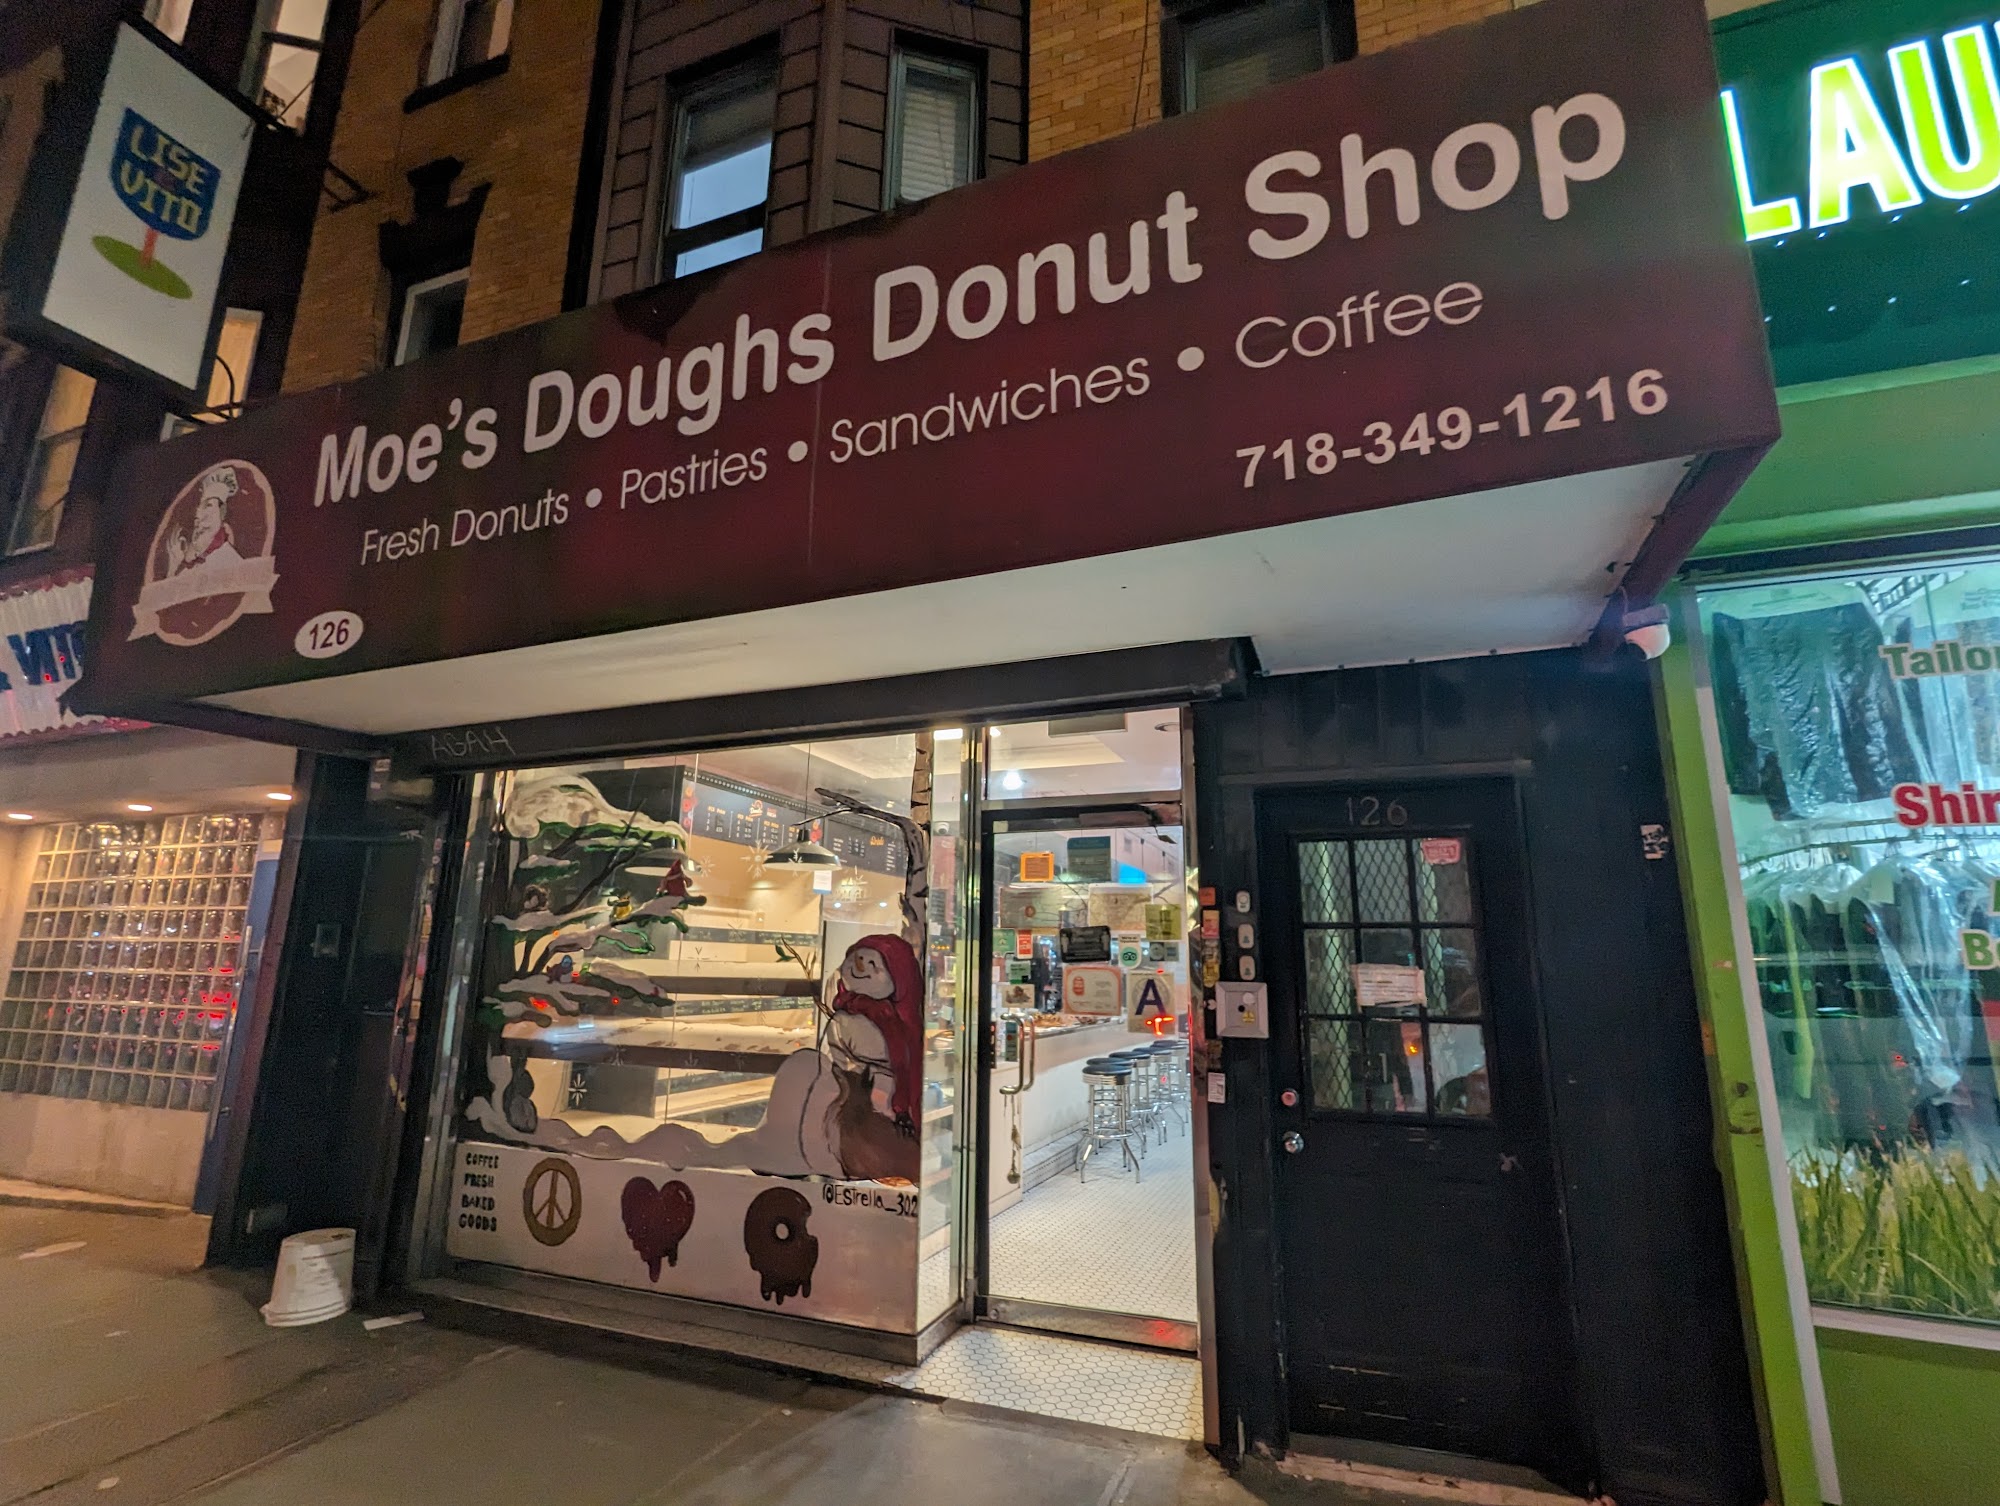 LISE
VITO
LAU
Moe's Doughs Donut Shop
Fresh Donuts • Pastries • Sandwiches • Coffee
718-349-1216
126
VITO
AGAH
126
Tailo
Shir
A
COFFEE
FRESH
BAKED
GOODS
@Estrella_302